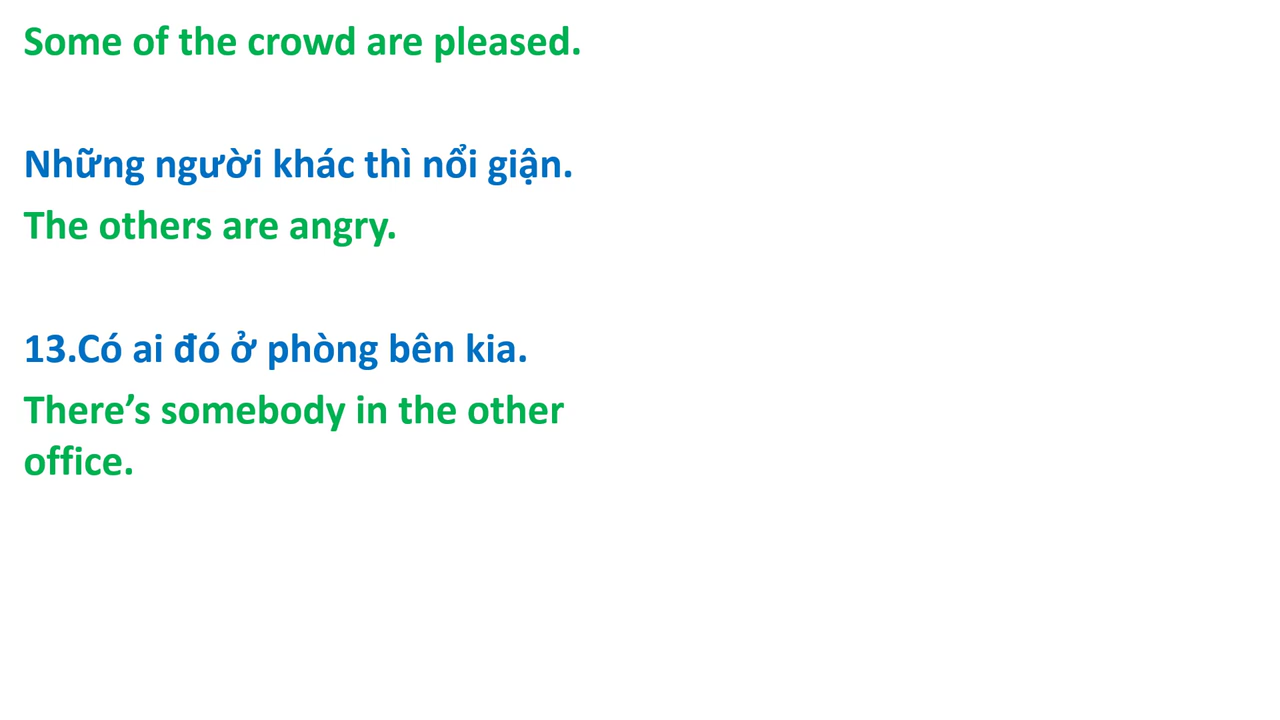 Some of the crowd are pleased.
Những người khác thì nổi giận.
The others are angry.
13.Có ai đó ở phòng bên kia.
There’s somebody in the other
office.